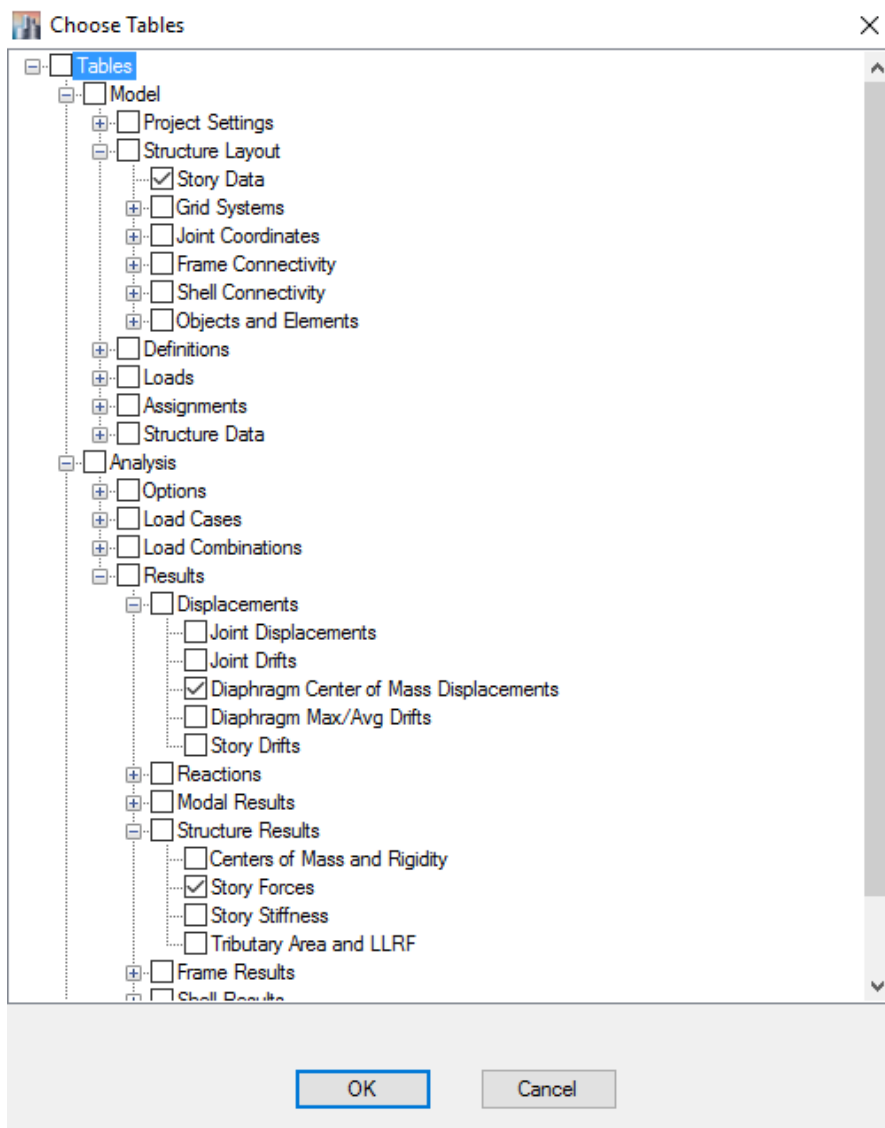 Choose Tables
Tables
Model
Project Settings
Structure Layout
Story Data
Grid Systems
Joint Coordinates
Frame Connectivity
Shell Connectivity
Objects and Elements
Definitions
Loads
Assignments
Structure Data
Analysis
Options
Load Cases
Load Combinations
Results
Displacements
Joint Displacements
Joint Drifts
Diaphragm Center of Mass Displacements
Diaphragm Max/Avg Drifts
Story Drifts
Reactions
Modal Results
Structure Results
Centers of Mass and Rigidity
Story Forces
Story Stiffness
Tributary Area and LLRF
Frame Results
Shell Results
OK
Cancel